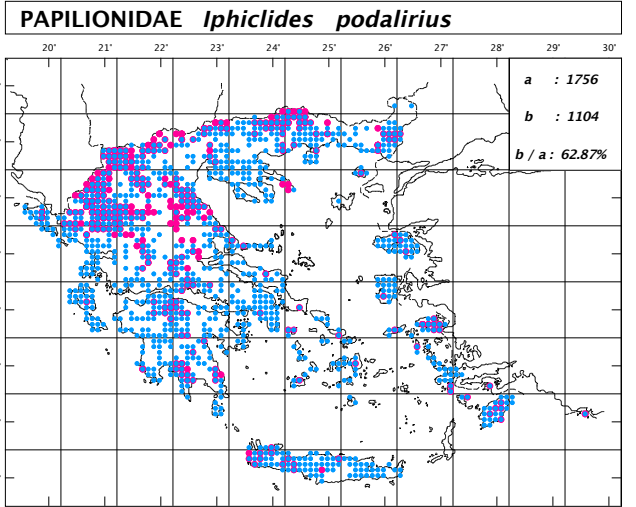 PAPILIONIDAE Iphiclides podalirius
20° 21° 22° 23° 24° 25° 26° 27° 28° 29° 30°
a : 1756
b : 1104
b / a : 62.87%